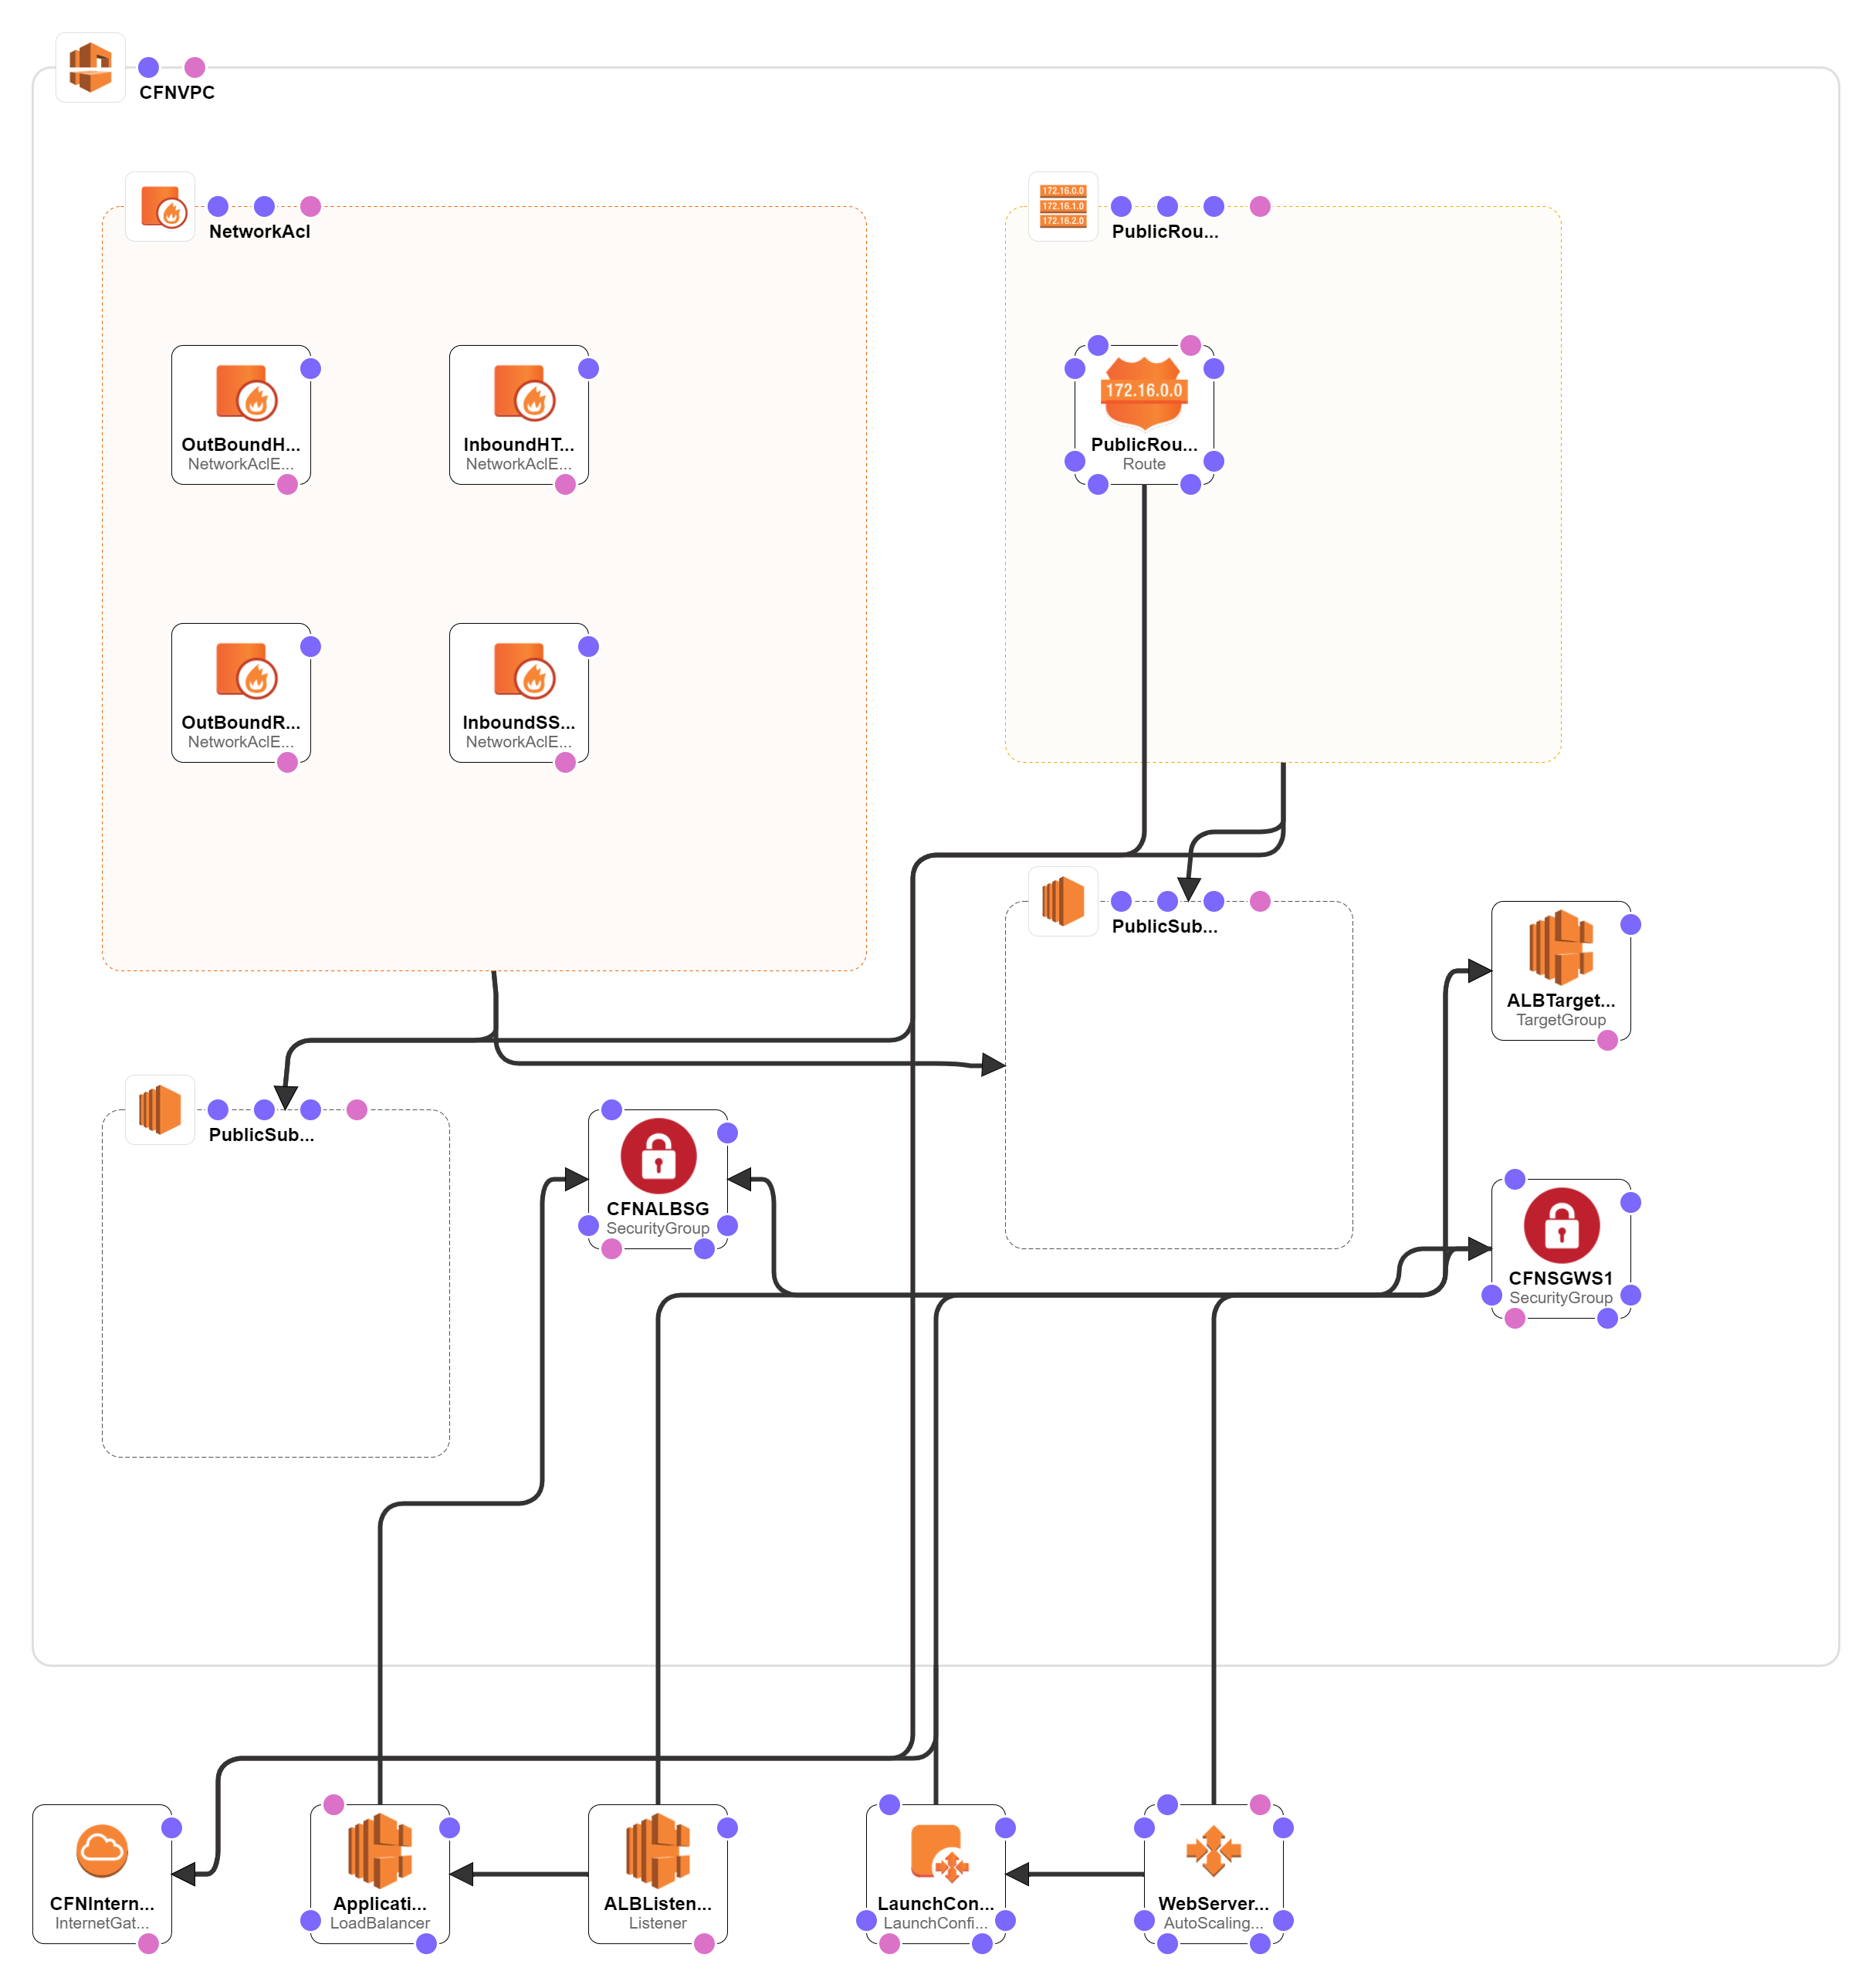 CFNVPC
NetworkAcl
172.16.0.0
172.16.1.0
172.16.2.0
PublicRou...
OutBoundH...
NetworkAclE...
InboundHT...
NetworkAclE...
172.16.0.0
PublicRou...
Route
OutBoundR...
NetworkAclE...
InboundSS...
NetworkAclE...
PublicSub...
ALBTarget...
TargetGroup
PublicSub...
CFNALBSG
SecurityGroup
CFNSGWS1
SecurityGroup
CFNIntern...
InternetGat...
Applicati...
LoadBalancer
ALBListen...
Listener
LaunchCon...
LaunchConfi...
WebServer...
AutoScaling...